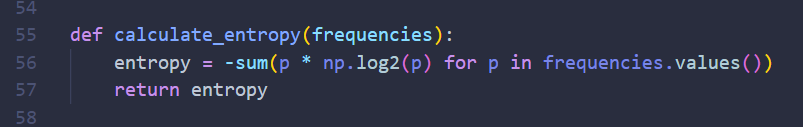 54
55 def calculate_entropy(frequencies):
56     entropy = -sum(p * np.log2(p) for p in frequencies.values())
57     return entropy
58